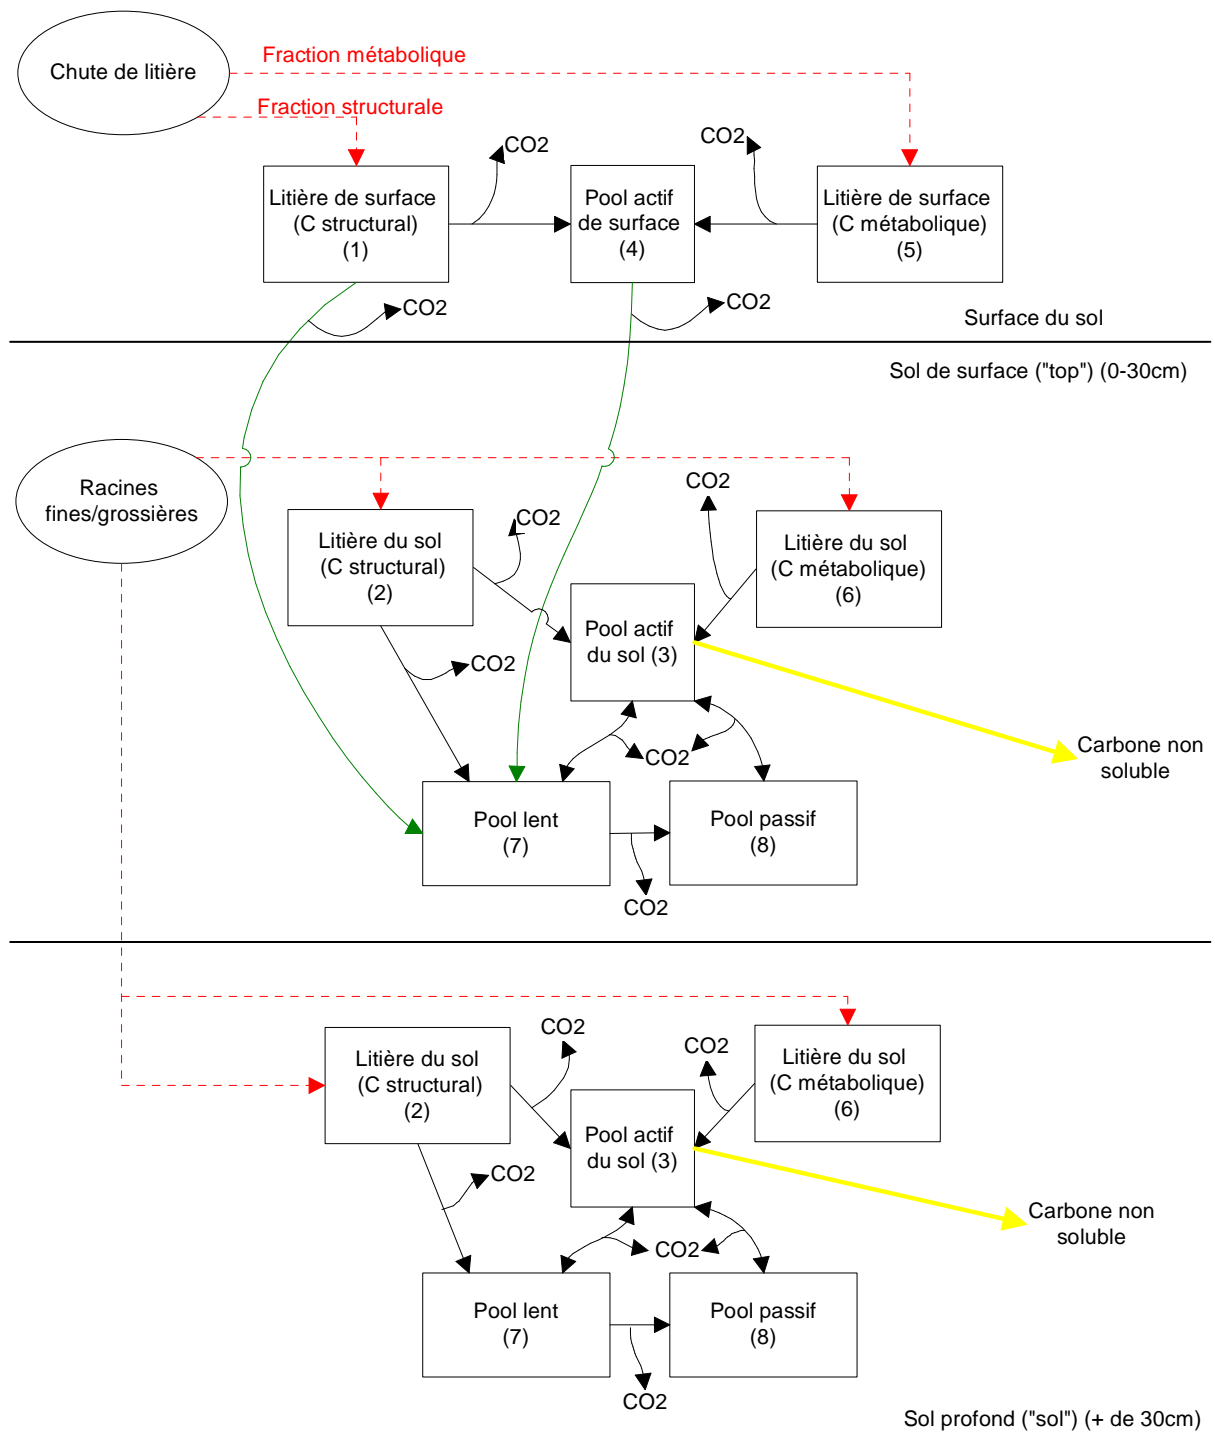 Fraction métabolique
Chute de litière
Fraction structurale
CO2
CO2
Litière de surface
(C structural)
(1)
Pool actif
de surface
(4)
Litière de surface
(C métabolique)
(5)
CO2
CO2
Surface du sol
Sol de surface ("top") (0-30cm)
Racines
fines/grossières
CO2
CO2
Litière du sol
(C structural)
(2)
Litière du sol
(C métabolique)
(6)
Pool actif
du sol (3)
CO2
CO2
Carbone non
soluble
Pool lent
(7)
Pool passif
(8)
CO2
CO2
CO2
Litière du sol
(C structural)
(2)
Litière du sol
(C métabolique)
(6)
Pool actif
du sol (3)
CO2
Carbone non
soluble
CO2
Pool lent
(7)
Pool passif
(8)
CO2
Sol profond ("sol") (+ de 30cm)